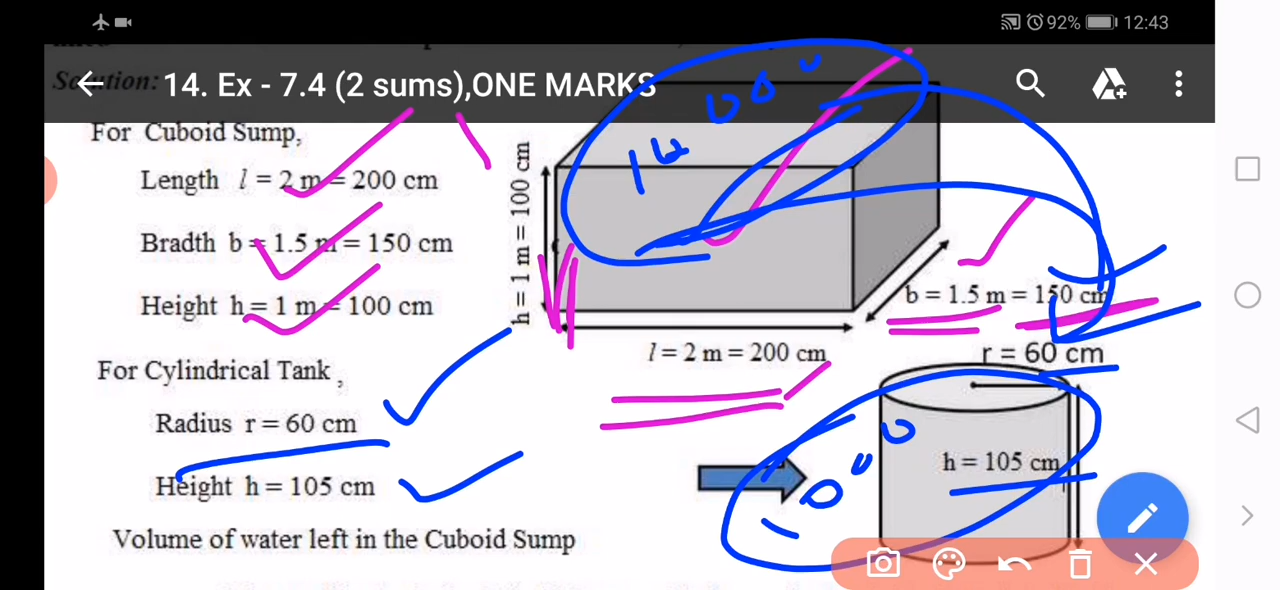 92% 12:43
Solution:
14. Ex - 7.4 (2 sums),ONE MARKS
For Cuboid Sump,
Length l = 2 m = 200 cm
Bradth b = 1.5 m = 150 cm
Height h = 1 m = 100 cm
h = 1 m = 100 cm
b = 1.5 m = 150 cm
l = 2 m = 200 cm
For Cylindrical Tank ,
r = 60 cm
Radius r = 60 cm
h = 105 cm
Height h = 105 cm
Volume of water left in the Cuboid Sump